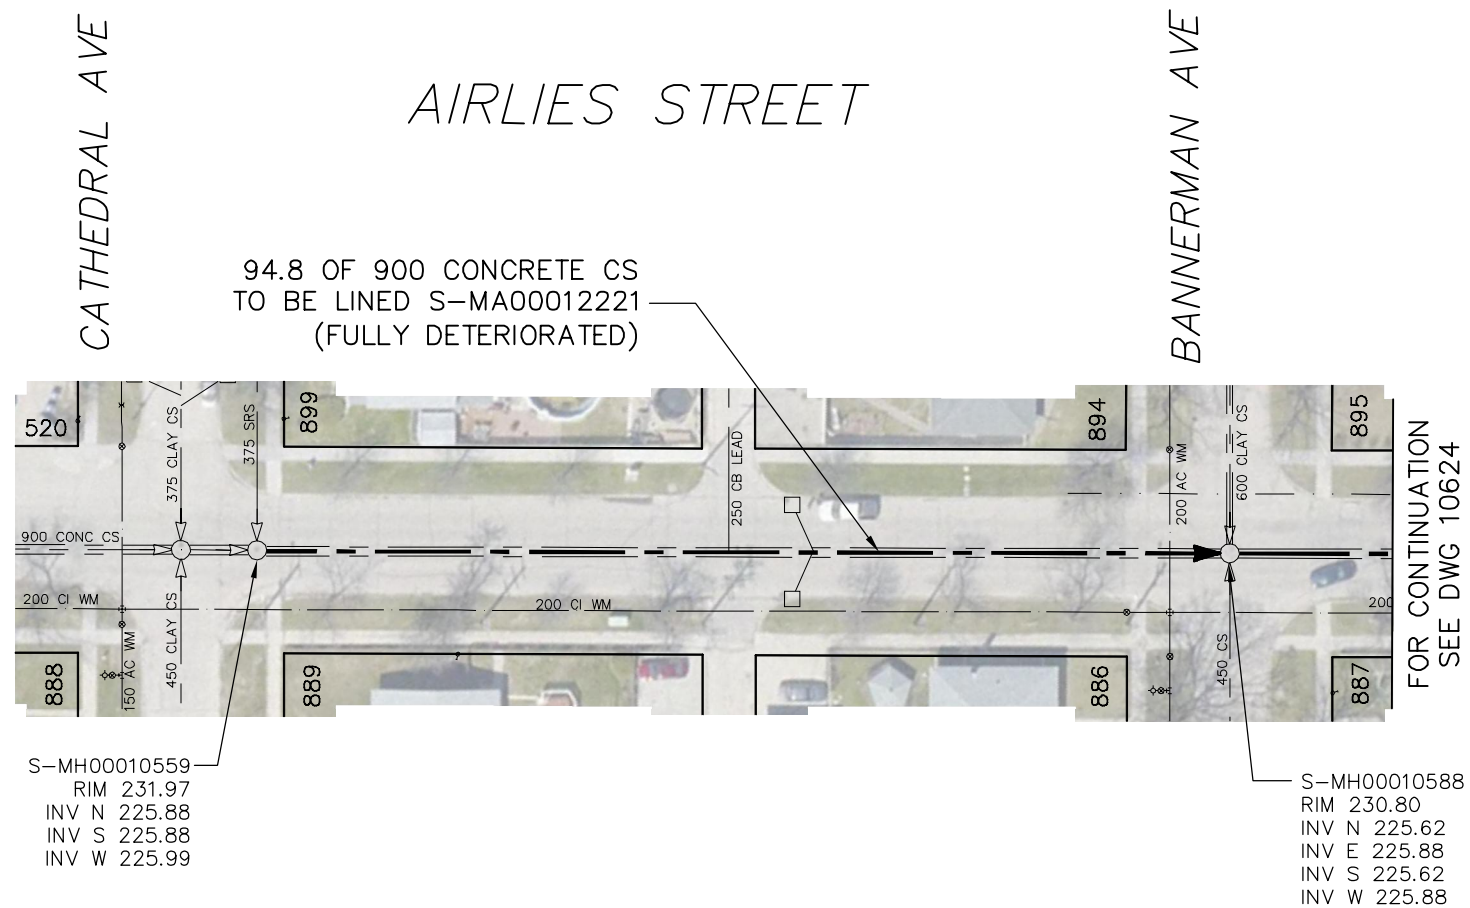 CATHEDRAL AVE
AIRLIES STREET
BANNERMAN AVE
94.8 OF 900 CONCRETE CS
TO BE LINED S-MA00012221
(FULLY DETERIORATED)
520
375 CLAY CS
375 SRS
899
250 CB LEAD
894
200 AC WM
600 CLAY CS
895
FOR CONTINUATION
SEE DWG 10624
900 CONC CS
200 CI WM
200 CI WM
200
888
150 AC WM
450 CLAY CS
889
886
450 CS
887
S-MH00010559
RIM 231.97
INV N 225.88
INV S 225.88
INV W 225.99
S-MH00010588
RIM 230.80
INV N 225.62
INV E 225.88
INV S 225.62
INV W 225.88